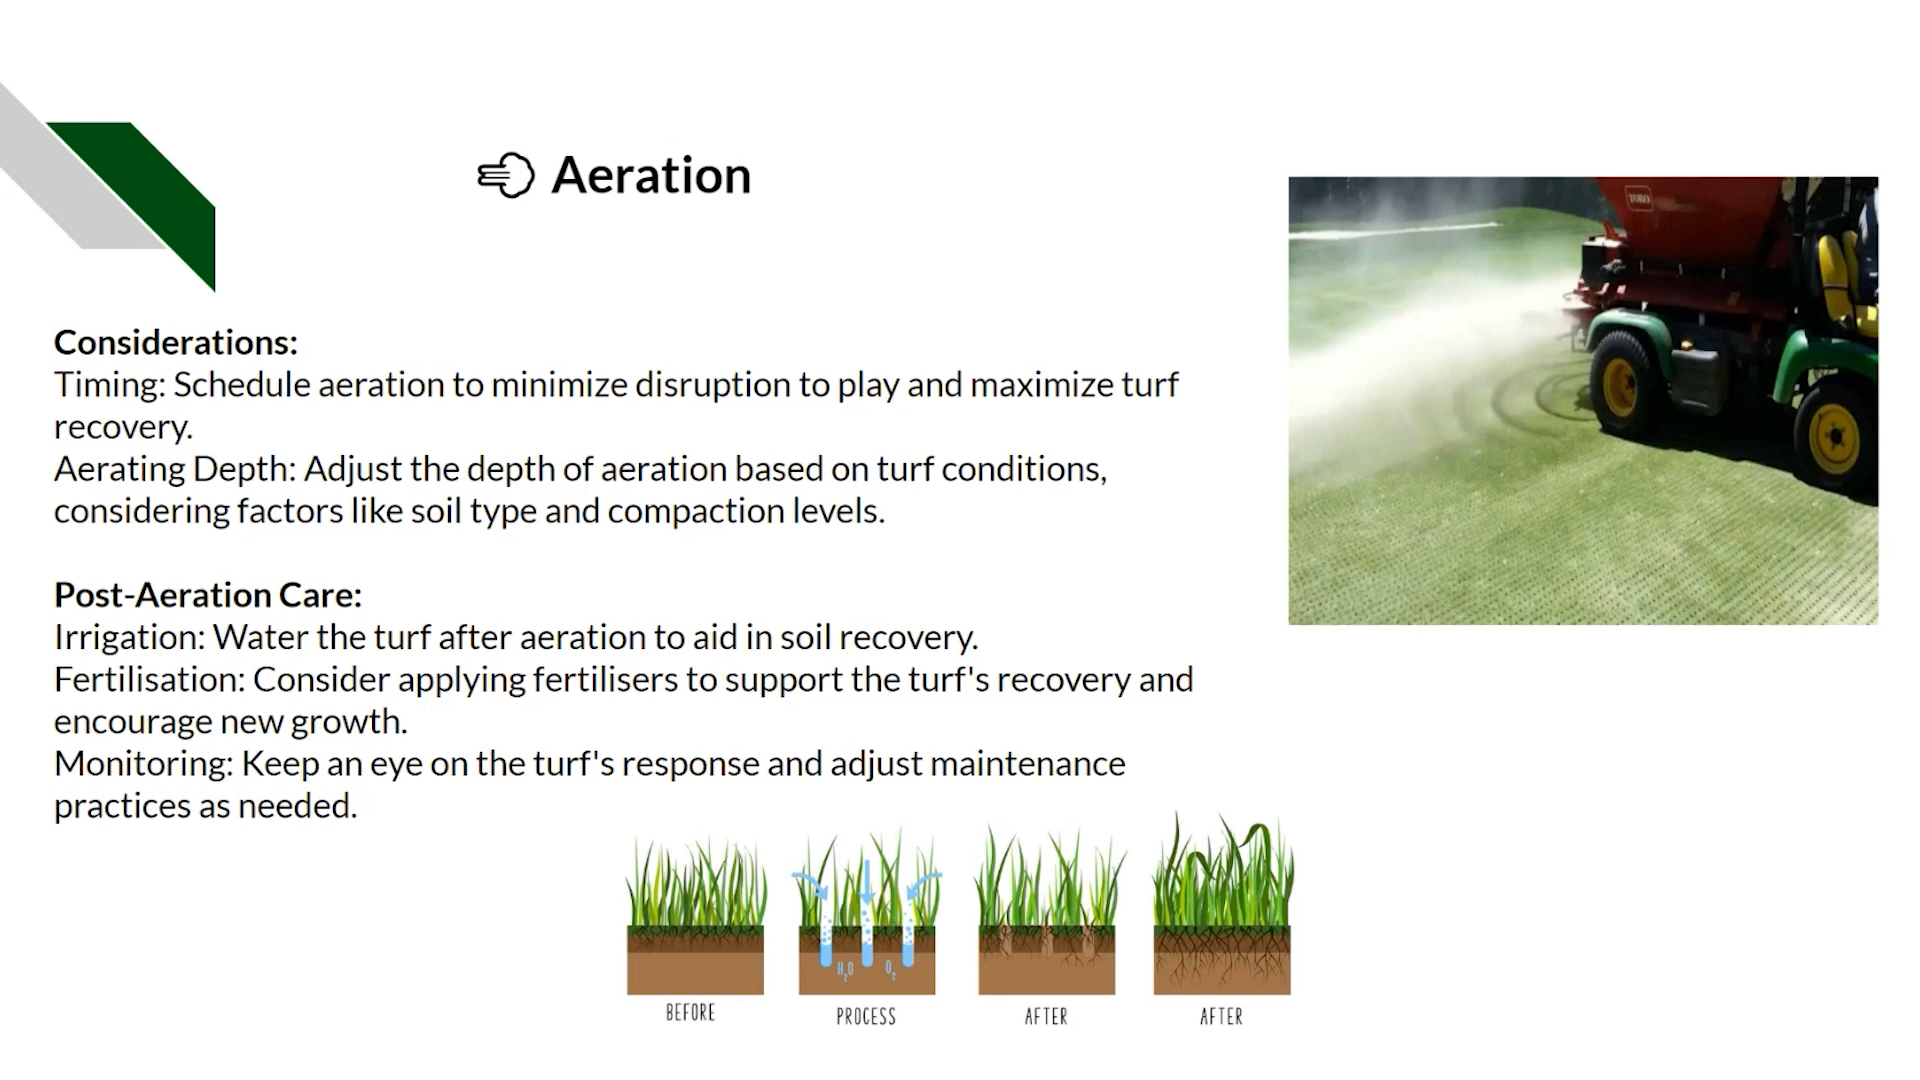 Aeration
TORO
Considerations:
Timing: Schedule aeration to minimize disruption to play and maximize turf
recovery.
Aerating Depth: Adjust the depth of aeration based on turf conditions,
considering factors like soil type and compaction levels.
Post-Aeration Care:
Irrigation: Water the turf after aeration to aid in soil recovery.
Fertilisation: Consider applying fertilisers to support the turf's recovery and
encourage new growth.
Monitoring: Keep an eye on the turf's response and adjust maintenance
practices as needed.
H₂O O₂
BEFORE PROCESS AFTER AFTER